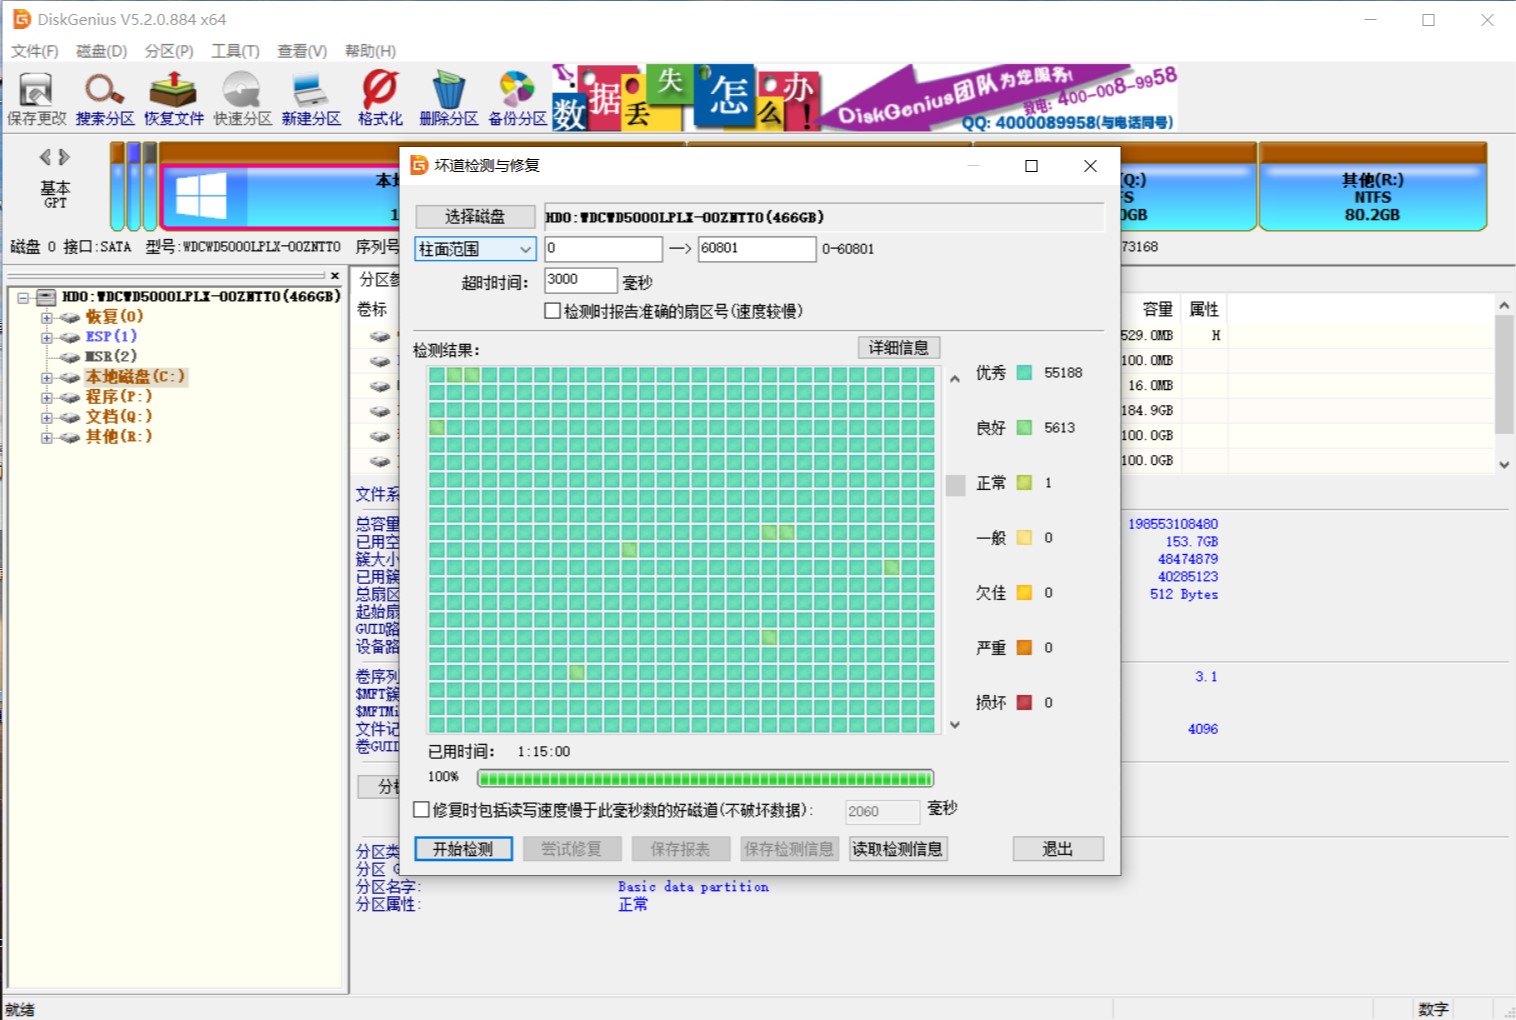 DiskGenius V5.2.0.884 x64
文件(F) 磁盘(D) 分区(P) 工具(T) 查看(V) 帮助(H)
保存更改 搜索分区 恢复文件 快速分区 新建分区 格式化 删除分区 备份分区
数据丢失怎么办!
DiskGenius团队为您服务!
致电: 400-008-9958
QQ: 4000089958(与电话同号)
基本
GPT
本地
(Q:)
FS
0GB
其他(R:)
NTFS
80.2GB
磁盘 0 接口:SATA 型号:WDCWD5000LPLX-00ZNTT0 序列号
73168
HD0:WDCWD5000LPLX-00ZNTT0(466GB)
恢复(O)
ESP(1)
MSR(2)
本地磁盘(C:)
程序(P:)
文档(Q:)
其他(R:)
分区参
卷标
容量 属性
529.0MB H
100.0MB
16.0MB
184.9GB
100.0GB
100.0GB
文件系
总容量
198553108480
已用空
153.7GB
簇大小
48474879
已用簇
40285123
总扇区
512 Bytes
起始扇
GUID路
设备路
卷序列
3.1
$MFT簇
$MFTMi
文件记
4096
卷GUID
分析
分区类
分区 G
分区名字: Basic data partition
分区属性: 正常
坏道检测与修复
选择磁盘 HD0:WDCWD5000LPLX-00ZNTT0(466GB)
柱面范围 0 —> 60801 0-60801
超时时间: 3000 毫秒
检测时报告准确的扇区号(速度较慢)
检测结果: 详细信息
优秀 55188
良好 5613
正常 1
一般 0
欠佳 0
严重 0
损坏 0
已用时间: 1:15:00
100%
修复时包括读写速度慢于此毫秒数的好磁道(不破坏数据): 2060 毫秒
开始检测 尝试修复 保存报表 保存检测信息 读取检测信息 退出
就绪
数字